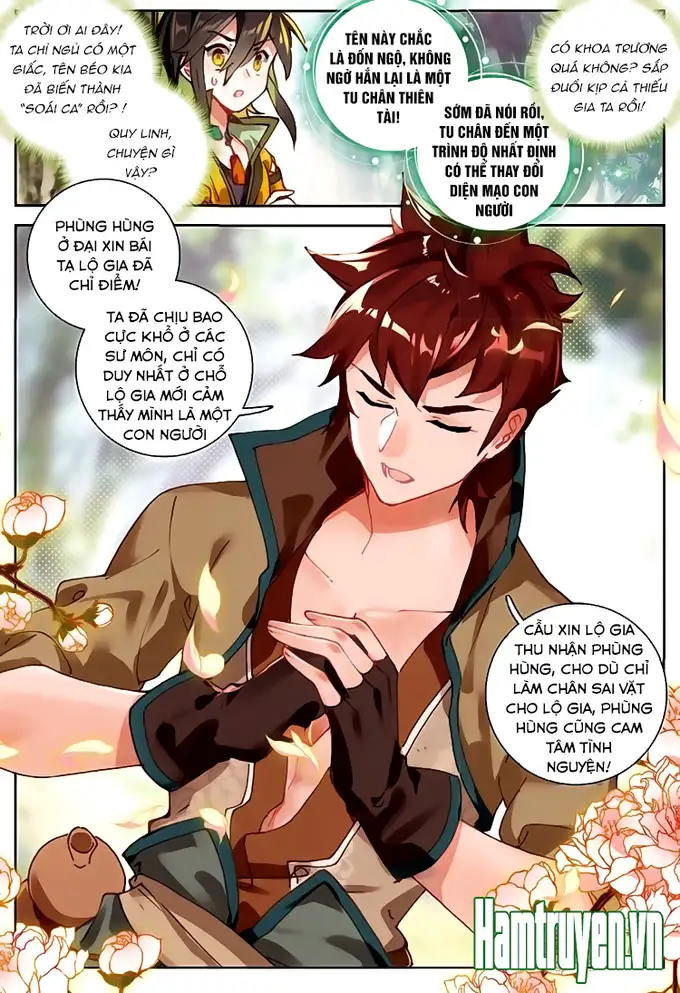 TRỜI ƠI AI ĐÂY!
TA CHỈ NGỦ CÓ MỘT
GIẤC, TÊN BÉO KIA
ĐÃ BIẾN THÀNH
“SOÁI CA” RỒI?!
QUY LINH,
CHUYỆN GÌ
VẬY?
TÊN NÀY CHẮC
LÀ ĐỐN NGỘ, KHÔNG
NGỜ HẮN LẠI LÀ MỘT
TU CHÂN THIÊN
TÀI!
SỚM ĐÃ NÓI RỒI,
TU CHÂN ĐẾN MỘT
TRÌNH ĐỘ NHẤT ĐỊNH
CÓ THỂ THAY ĐỔI
DIỆN MẠO CON
NGƯỜI
CÓ KHOA TRƯƠNG
QUÁ KHÔNG? SẮP
ĐUỔI KỊP CẢ THIẾU
GIA TA RỒI!
PHÙNG HÙNG
Ở ĐẠI XIN BÁI
TẠ LỘ GIA ĐÃ
CHỈ ĐIỂM!
TA ĐÃ CHỊU BAO
CỰC KHỔ Ở CÁC
SƯ MÔN, CHỈ CÓ
DUY NHẤT Ở CHỖ
LỘ GIA MỚI CẢM
THẤY MÌNH LÀ MỘT
CON NGƯỜI
CẦU XIN LỘ GIA
THU NHẬN PHÙNG
HÙNG, CHO DÙ CHỈ
LÀM CHÂN SAI VẶT
CHO LỘ GIA, PHÙNG
HÙNG CŨNG CAM
TÂM TÌNH
NGUYỆN!
Hamtruyen.vn